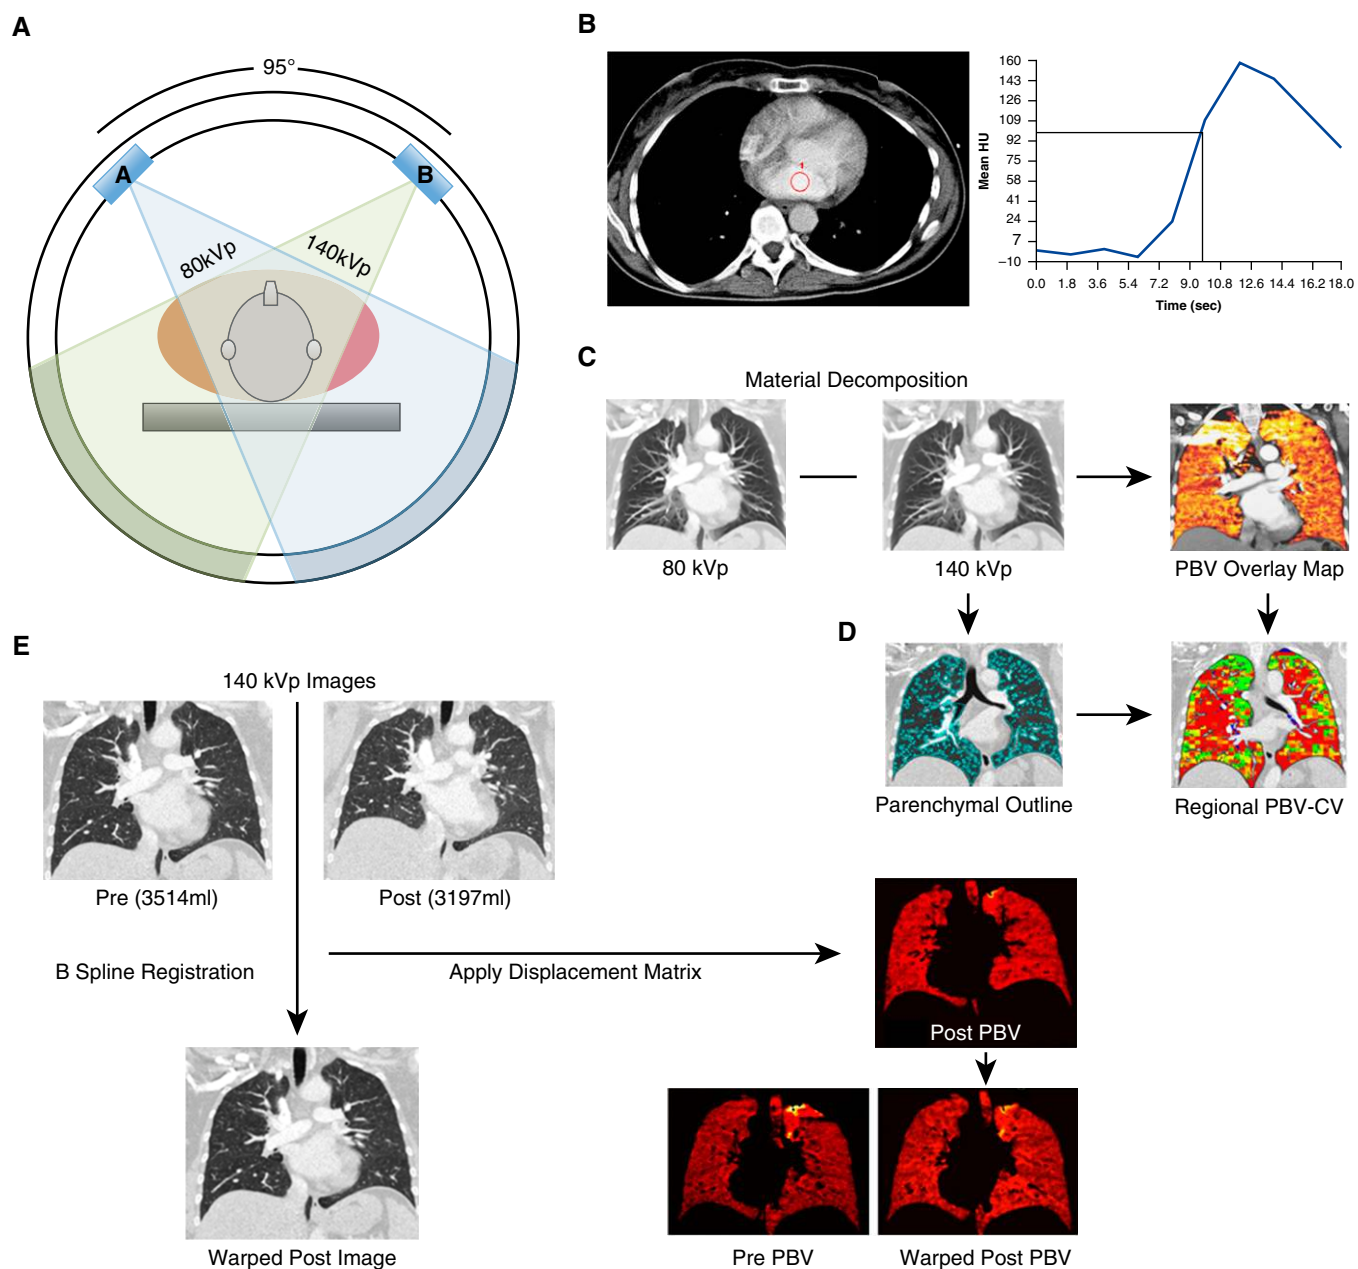 A
95°
A
B
80kVp
140kVp
B
1
160
143
126
109
92
75
58
41
24
7
–10
Mean HU
0.0 1.8 3.6 5.4 7.2 9.0 10.8 12.6 14.4 16.2 18.0
Time (sec)
C
Material Decomposition
80 kVp
140 kVp
PBV Overlay Map
D
Parenchymal Outline
Regional PBV-CV
E
140 kVp Images
Pre (3514ml)
Post (3197ml)
B Spline Registration
Apply Displacement Matrix
Post PBV
Warped Post Image
Pre PBV
Warped Post PBV